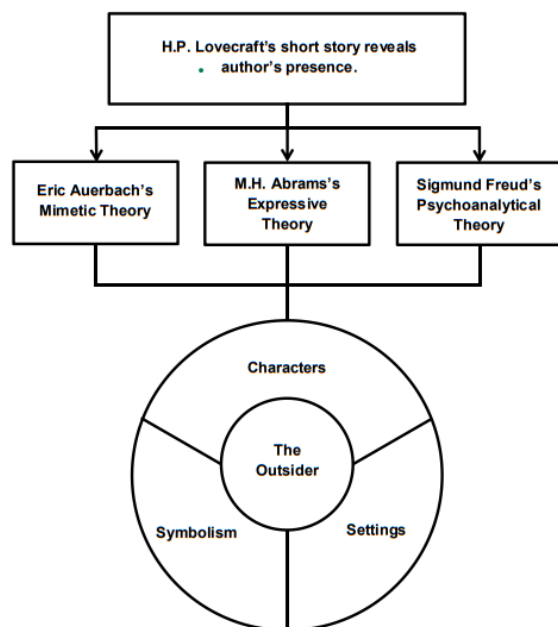 H.P. Lovecraft's short story reveals
author's presence.
Eric Auerbach's
Mimetic Theory
M.H. Abrams's
Expressive
Theory
Sigmund Freud's
Psychoanalytical
Theory
Characters
The
Outsider
Symbolism
Settings